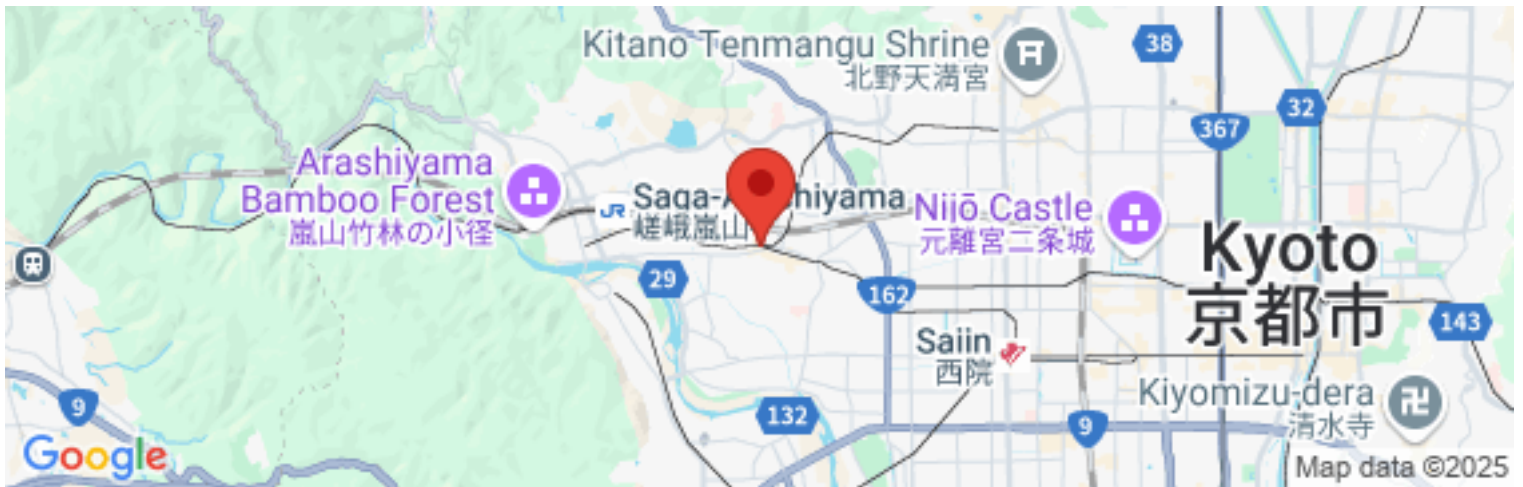 Kitano Tenmangu Shrine
北野天満宮
38
32
367
Arashiyama
Bamboo Forest
嵐山竹林の小径
JR
Saga-A
hiyama
嵯峨嵐山
Nijō Castle
元離宮二条城
Kyoto
京都市
29
162
143
Saiin
西院
9
132
9
Kiyomizu-dera
清水寺
Google
Map data ©2025